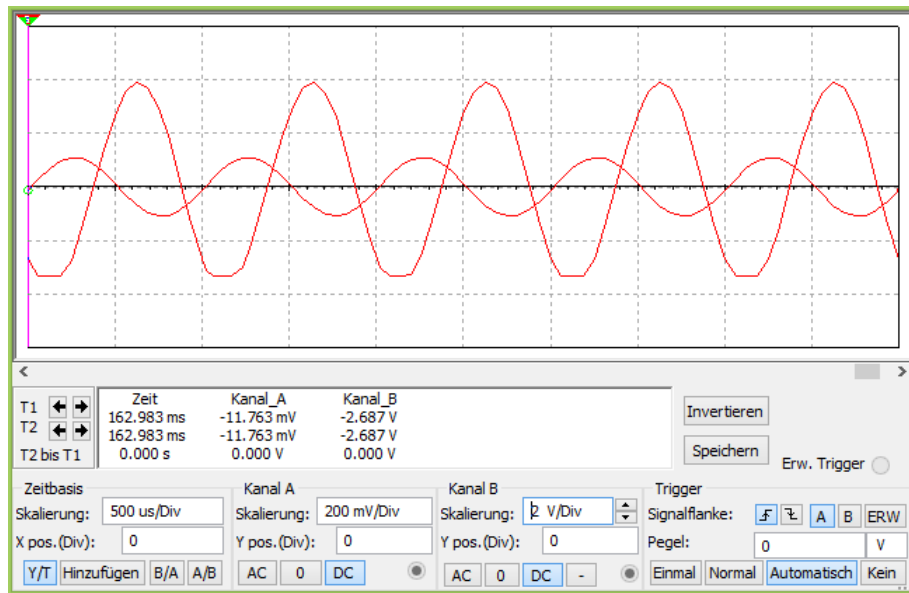 Zeit Kanal_A Kanal_B
T1 162.983 ms -11.763 mV -2.687 V
T2 162.983 ms -11.763 mV -2.687 V
T2 bis T1 0.000 s 0.000 V 0.000 V
Invertieren
Speichern
Erw. Trigger
Zeitbasis
Skalierung: 500 us/Div
X pos.(Div): 0
Y/T Hinzufügen B/A A/B
Kanal A
Skalierung: 200 mV/Div
Y pos.(Div): 0
AC 0 DC
Kanal B
Skalierung: 2 V/Div
Y pos.(Div): 0
AC 0 DC -
Trigger
Signalflanke: A B ERW
Pegel: 0 V
Einmal Normal Automatisch Kein